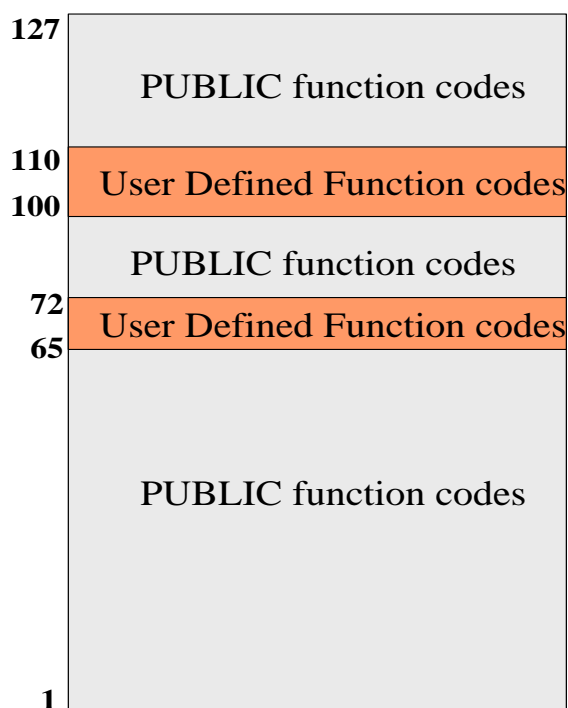 127
PUBLIC function codes
110
User Defined Function codes
100
PUBLIC function codes
72
User Defined Function codes
65
PUBLIC function codes
1